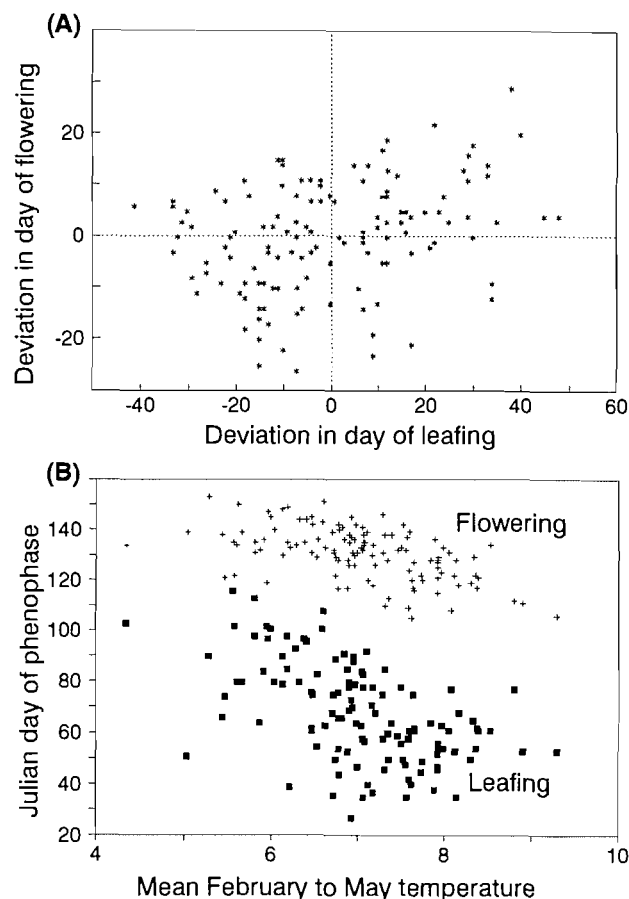 (A)
40
20
0
-20
Deviation in day of flowering
-40 -20 0 20 40 60
Deviation in day of leafing
(B)
160
140
120
100
80
60
40
20
Julian day of phenophase
Flowering
Leafing
4 6 8 10
Mean February to May temperature